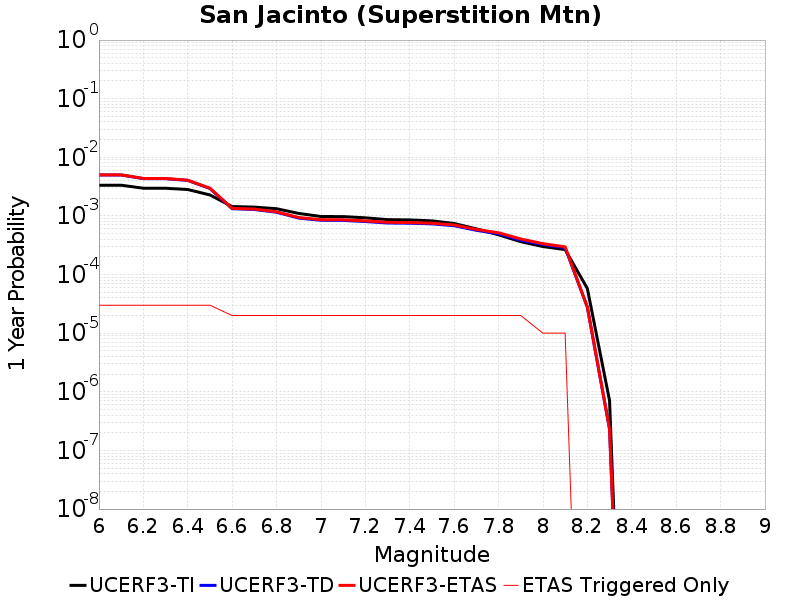 San Jacinto (Superstition Mtn)
10^0
10^-1
10^-2
10^-3
10^-4
10^-5
10^-6
10^-7
10^-8
1 Year Probability
6 6.2 6.4 6.6 6.8 7 7.2 7.4 7.6 7.8 8 8.2 8.4 8.6 8.8 9
Magnitude
UCERF3-TI UCERF3-TD UCERF3-ETAS ETAS Triggered Only